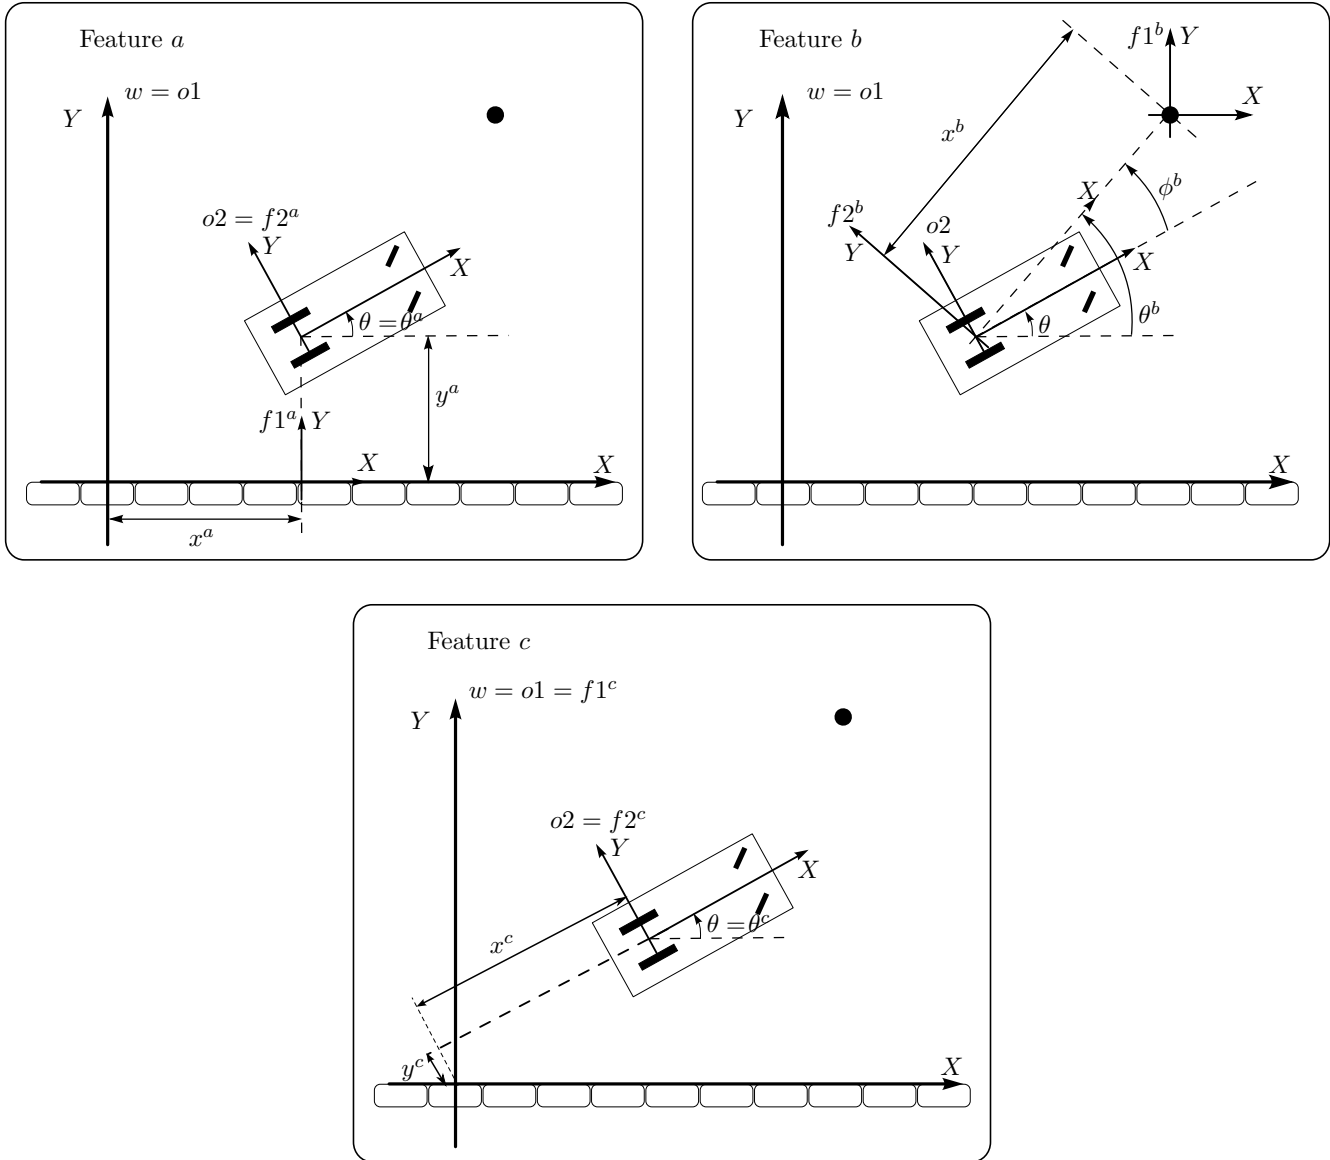 Feature a
w = o1
Y
o2 = f2^a
Y
X
θ = θ^a
y^a
f1^a
Y
X
X
x^a
Feature b
f1^b
Y
w = o1
X
Y
x^b
ϕ^b
X
f2^b
o2
Y
Y
X
θ^b
θ
X
Feature c
w = o1 = f1^c
Y
o2 = f2^c
Y
X
θ = θ^c
x^c
y^c
X